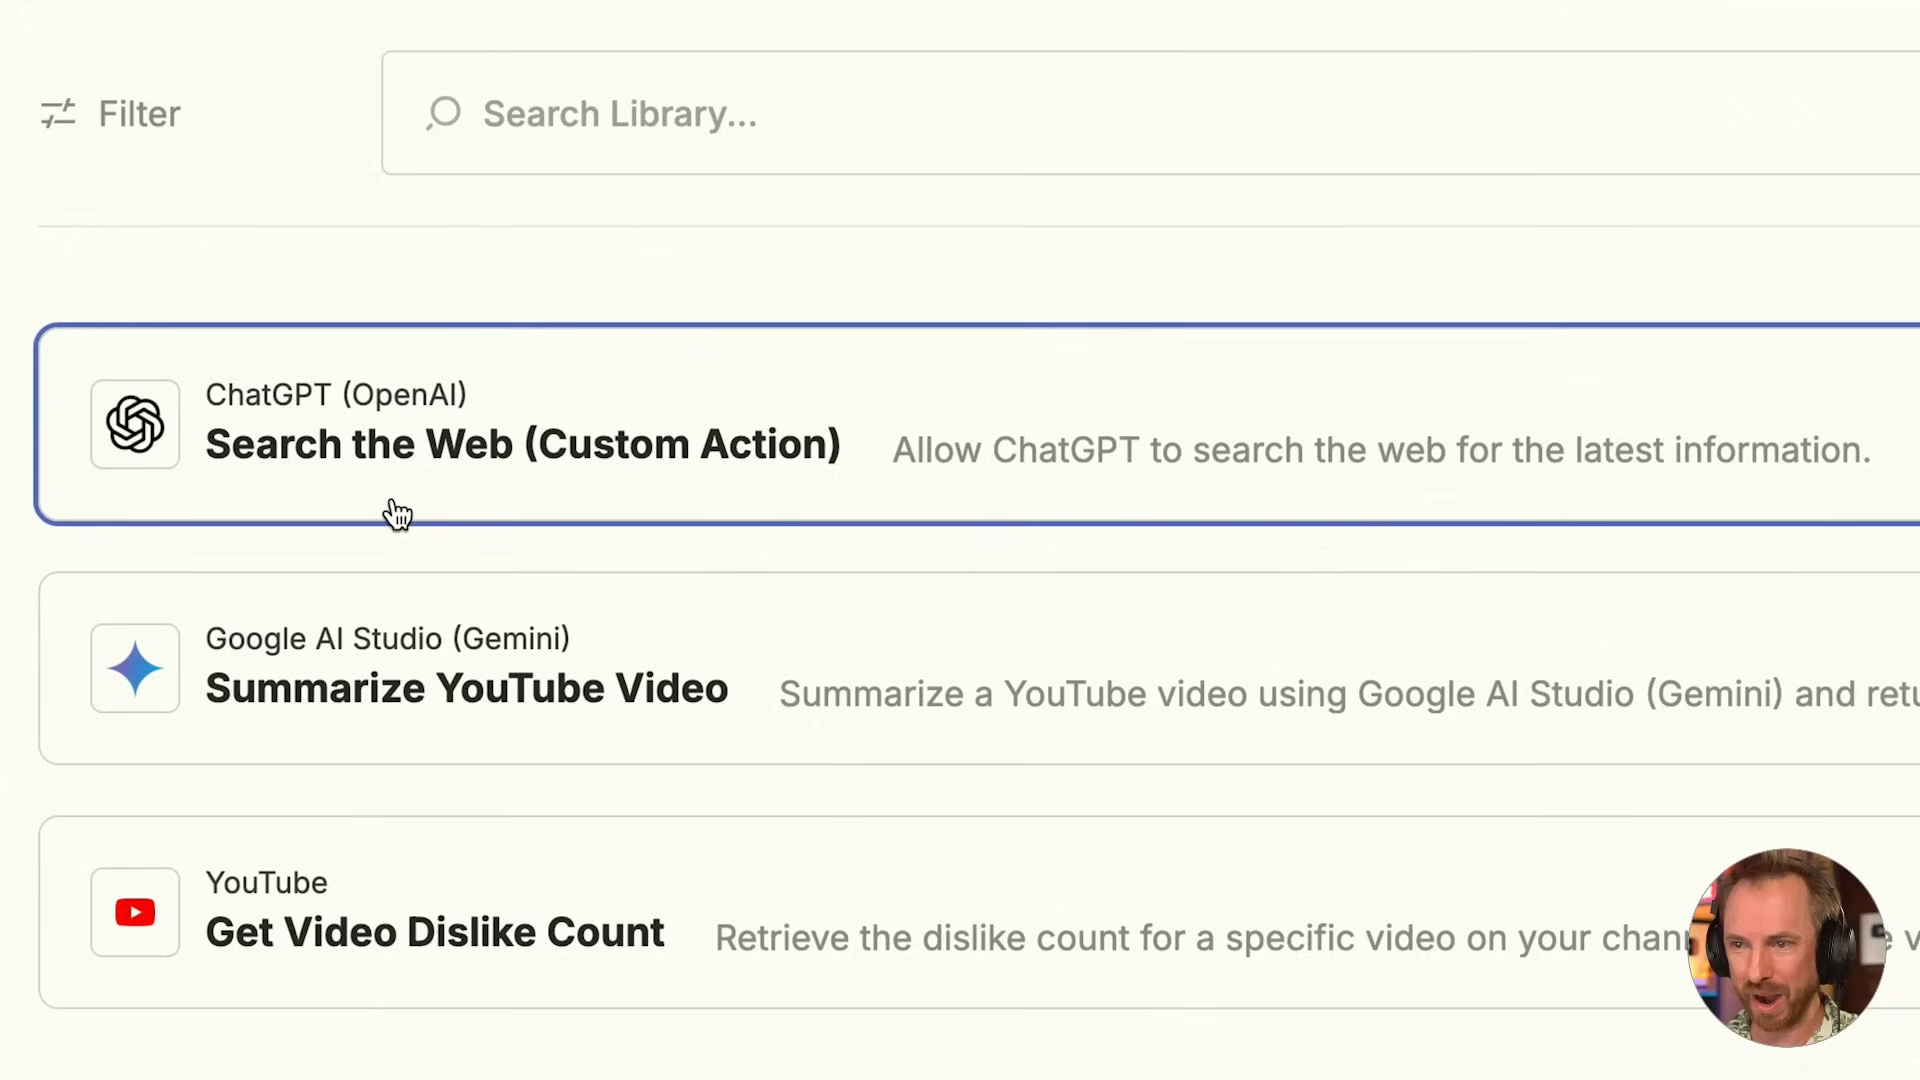 Filter
Search Library...
ChatGPT (OpenAI)
Search the Web (Custom Action)
Allow ChatGPT to search the web for the latest information.
Google AI Studio (Gemini)
Summarize YouTube Video
Summarize a YouTube video using Google AI Studio (Gemini) and
YouTube
Get Video Dislike Count
Retrieve the dislike count for a specific video on your